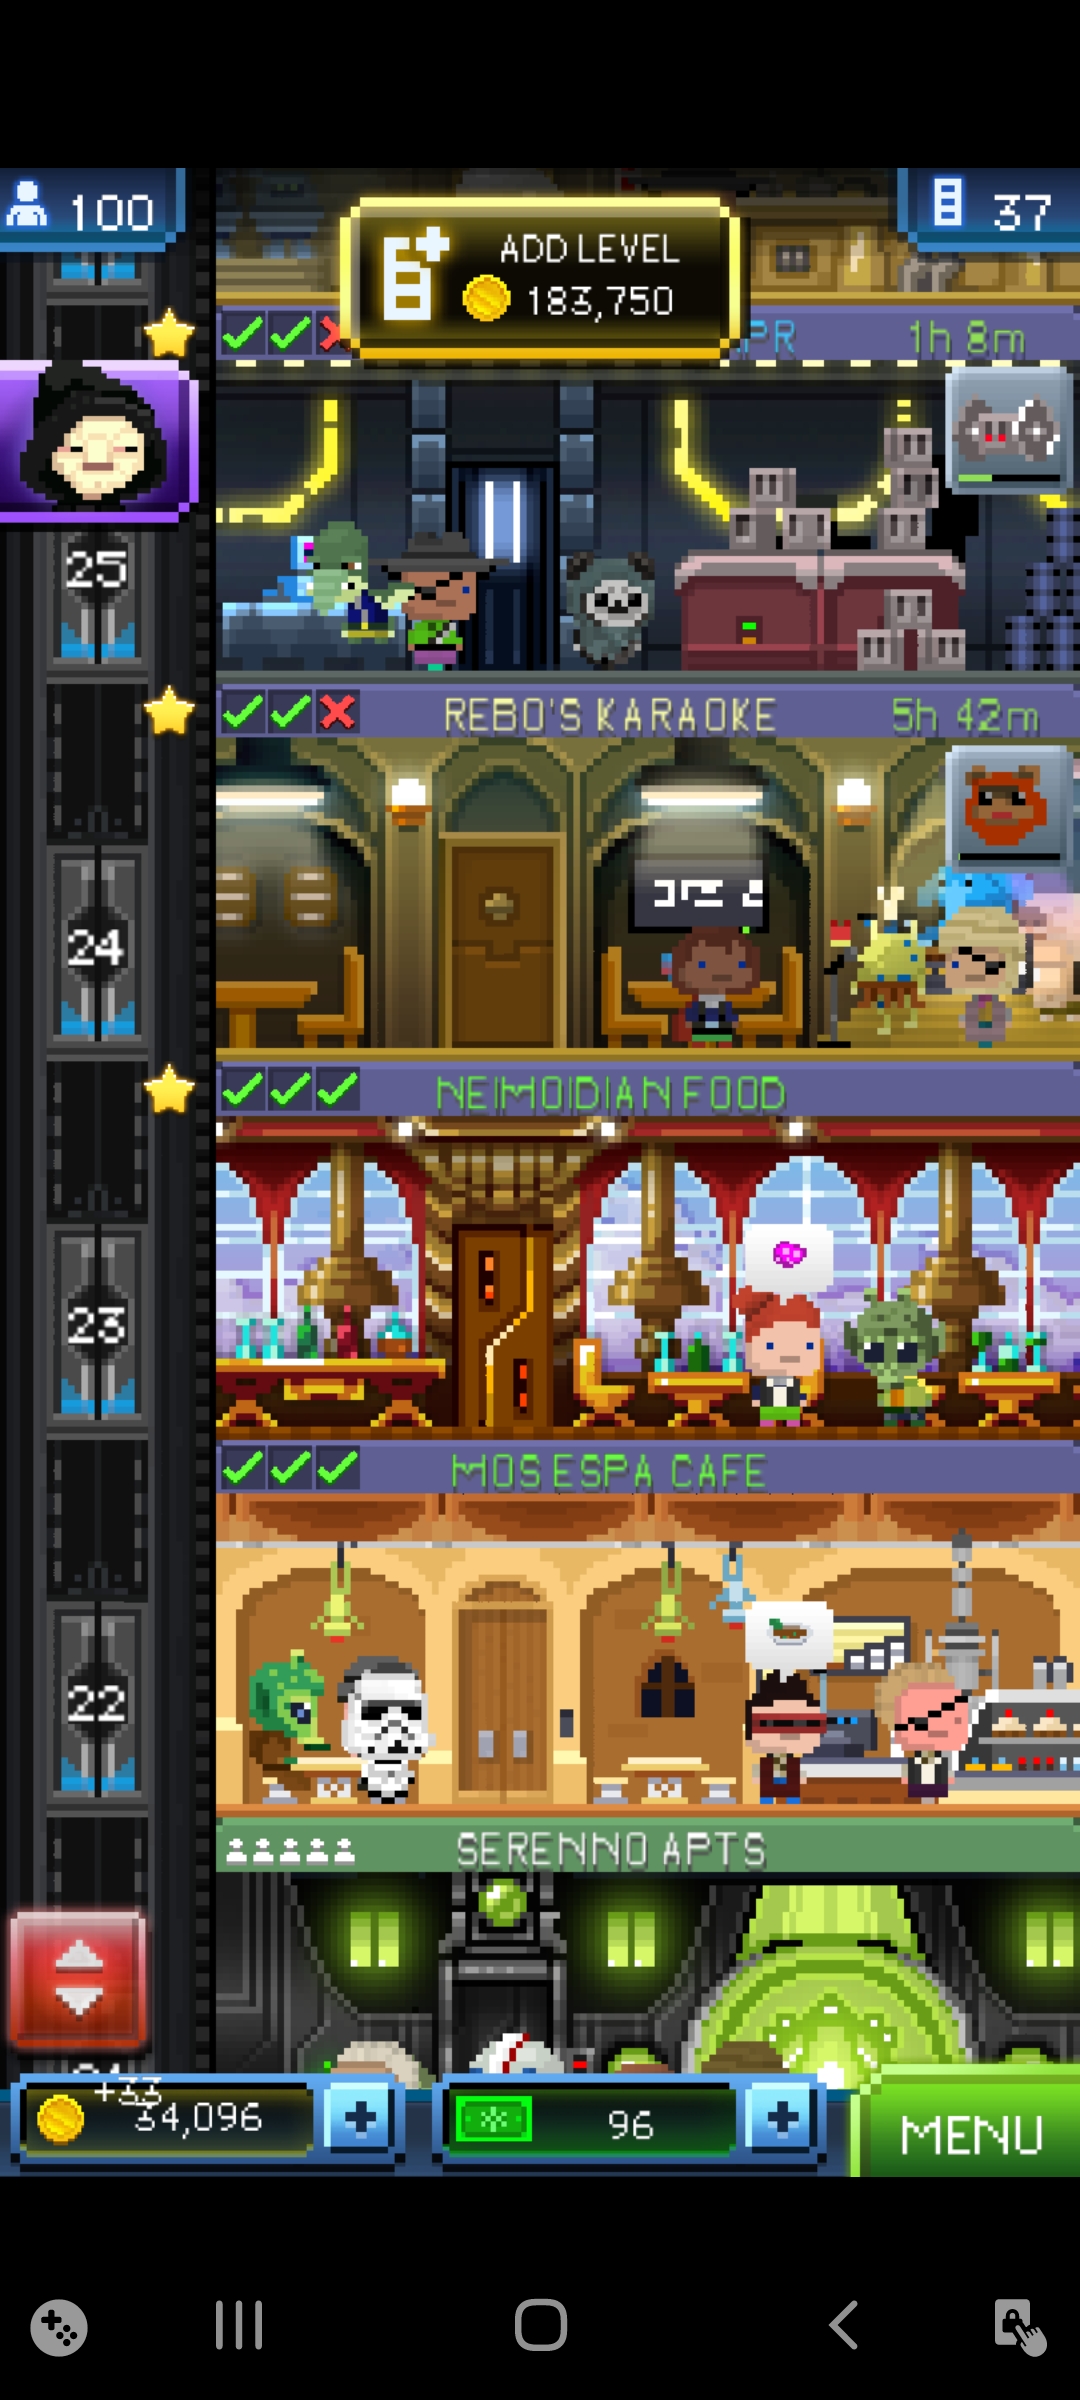 100
37
ADD LEVEL
183,750
1h 8m
25
REBO'S KARAOKE
5h 42m
24
NEIMOIDIAN FOOD
23
MOS ESPA CAFE
22
SERENNO APTS
+33
34,096
96
MENU